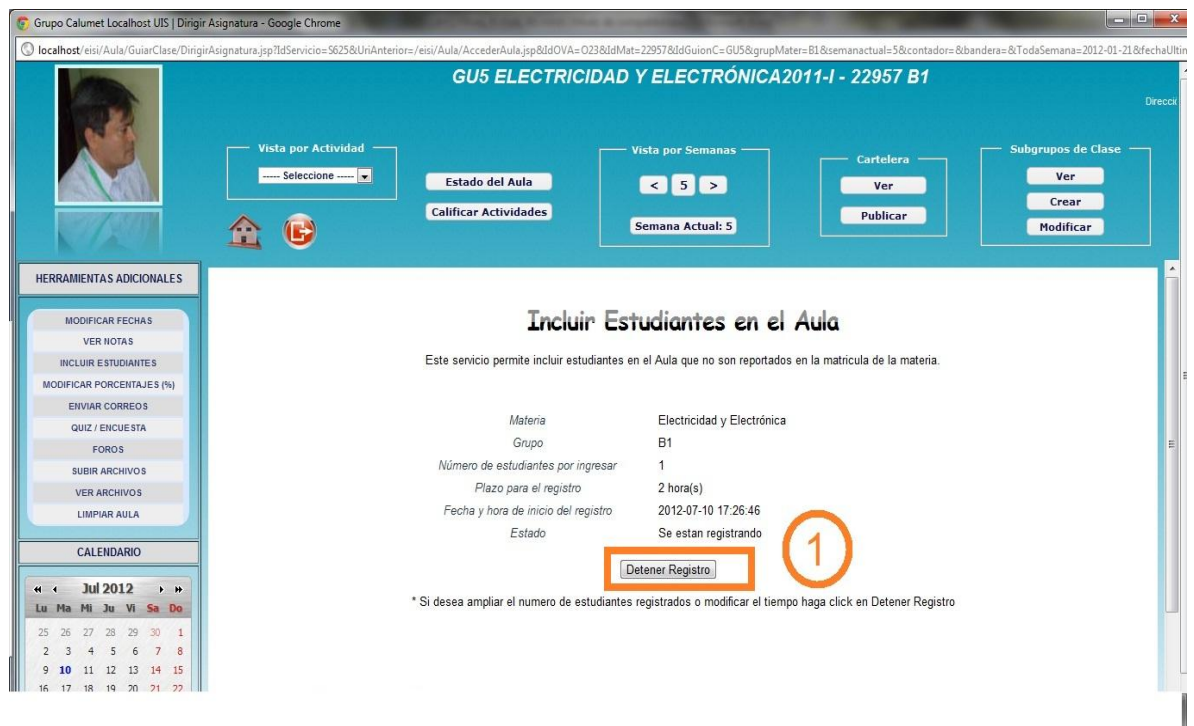 Grupo Calumet Localhost UIS | Dirigir Asignatura - Google Chrome
localhost/eisi/Aula/GuiarClase/DirigirAsignatura.jsp?IdServicio=S625&UriAnterior=/eisi/Aula/AccederAula.jsp&IdOVA=O23&IdMat=22957&IdGuionC=GU5&grupMater=B1&semanactual=5&contador=&bandera=&TodaSemana=2012-01-21&fechaUltin
GU5 ELECTRICIDAD Y ELECTRÓNICA2011-I - 22957 B1
Direcció
Vista por Actividad
----- Seleccione -----
Estado del Aula
Calificar Actividades
Vista por Semanas
< 5 >
Semana Actual: 5
Cartelera
Ver
Publicar
Subgrupos de Clase
Ver
Crear
Modificar
HERRAMIENTAS ADICIONALES
MODIFICAR FECHAS
VER NOTAS
INCLUIR ESTUDIANTES
MODIFICAR PORCENTAJES (%)
ENVIAR CORREOS
QUIZ / ENCUESTA
FOROS
SUBIR ARCHIVOS
VER ARCHIVOS
LIMPIAR AULA
CALENDARIO
Jul 2012
Lu Ma Mi Ju Vi Sa Do
25 26 27 28 29 30 1
2 3 4 5 6 7 8
9 10 11 12 13 14 15
16 17 18 19 20 21 22
Incluir Estudiantes en el Aula
Este servicio permite incluir estudiantes en el Aula que no son reportados en la matricula de la materia.
Materia Electricidad y Electrónica
Grupo B1
Número de estudiantes por ingresar 1
Plazo para el registro 2 hora(s)
Fecha y hora de inicio del registro 2012-07-10 17:26:46
Estado Se estan registrando
Detener Registro
1
* Si desea ampliar el numero de estudiantes registrados o modificar el tiempo haga click en Detener Registro